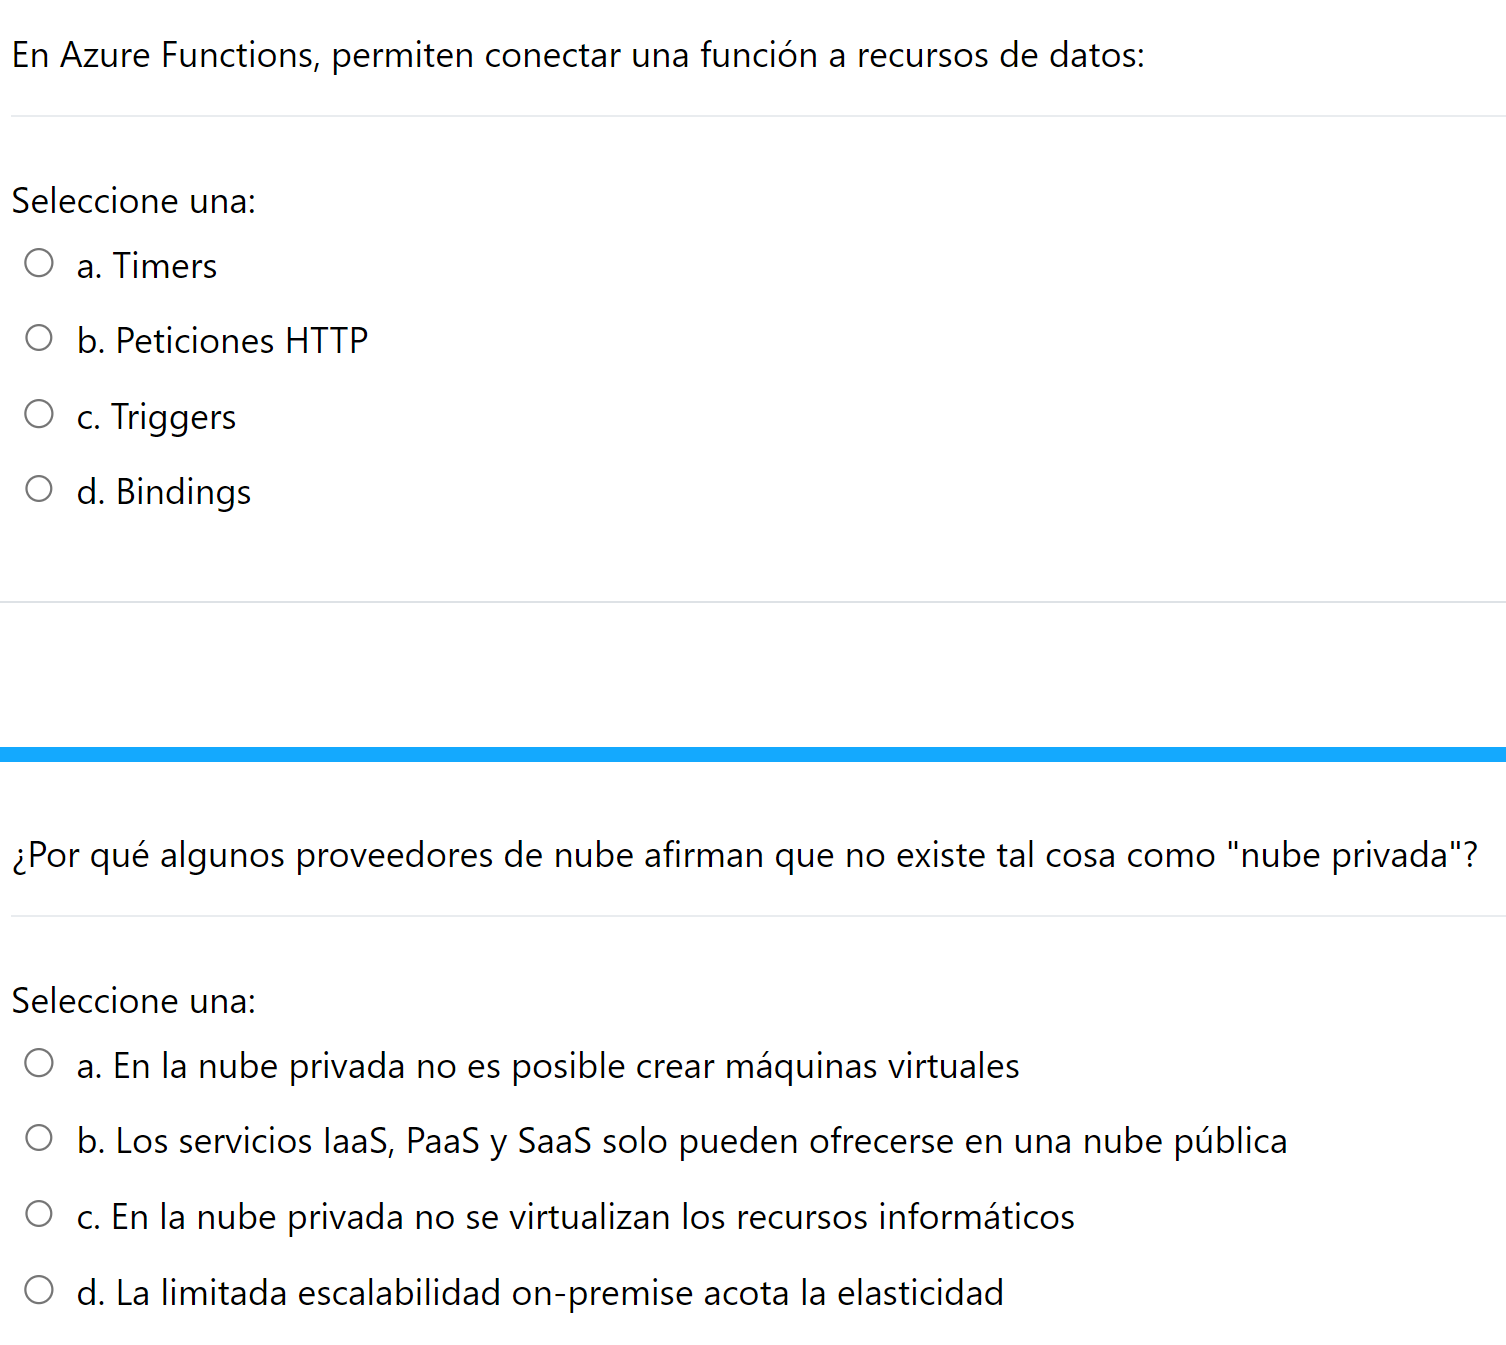 En Azure Functions, permiten conectar una función a recursos de datos:
Seleccione una:
a. Timers
b. Peticiones HTTP
c. Triggers
d. Bindings
¿Por qué algunos proveedores de nube afirman que no existe tal cosa como "nube privada"?
Seleccione una:
a. En la nube privada no es posible crear máquinas virtuales
b. Los servicios IaaS, PaaS y SaaS solo pueden ofrecerse en una nube pública
c. En la nube privada no se virtualizan los recursos informáticos
d. La limitada escalabilidad on-premise acota la elasticidad